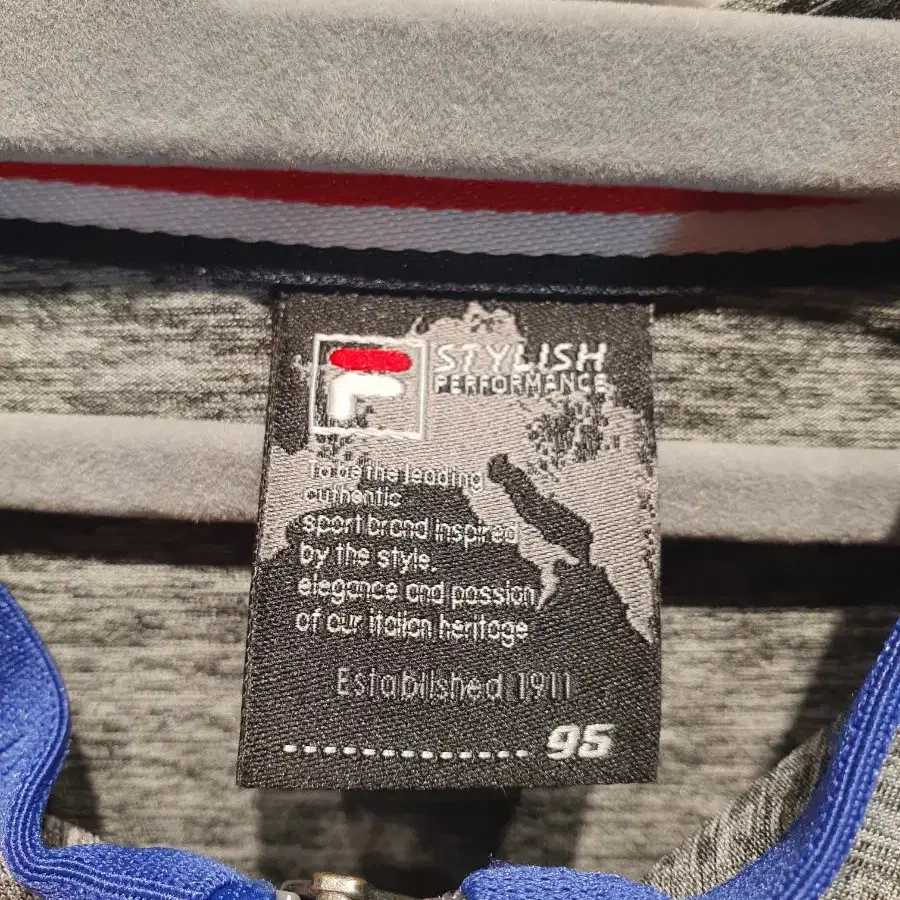 F
STYLISH
PERFORMANCE
To be the leading
authentic
sport brand inspired
by the style,
elegance and passion
of our italian heritage
Established 1911
95